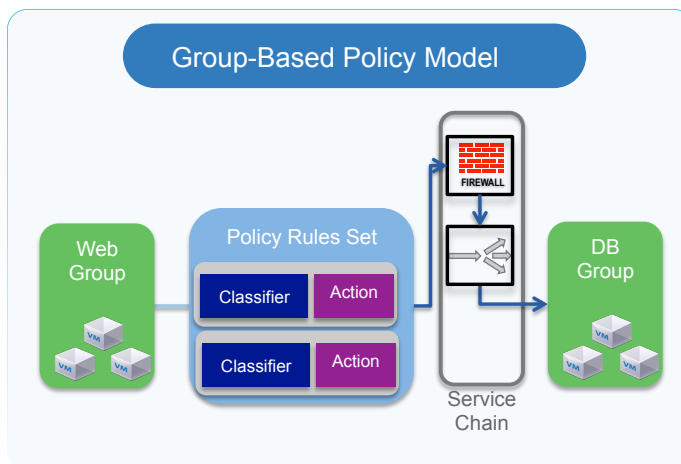 Group-Based Policy Model
FIREWALL
Web
Group
Policy Rules Set
DB
Group
Classifier
Action
Classifier
Action
VM
VM
VM
VM
VM
VM
Service
Chain